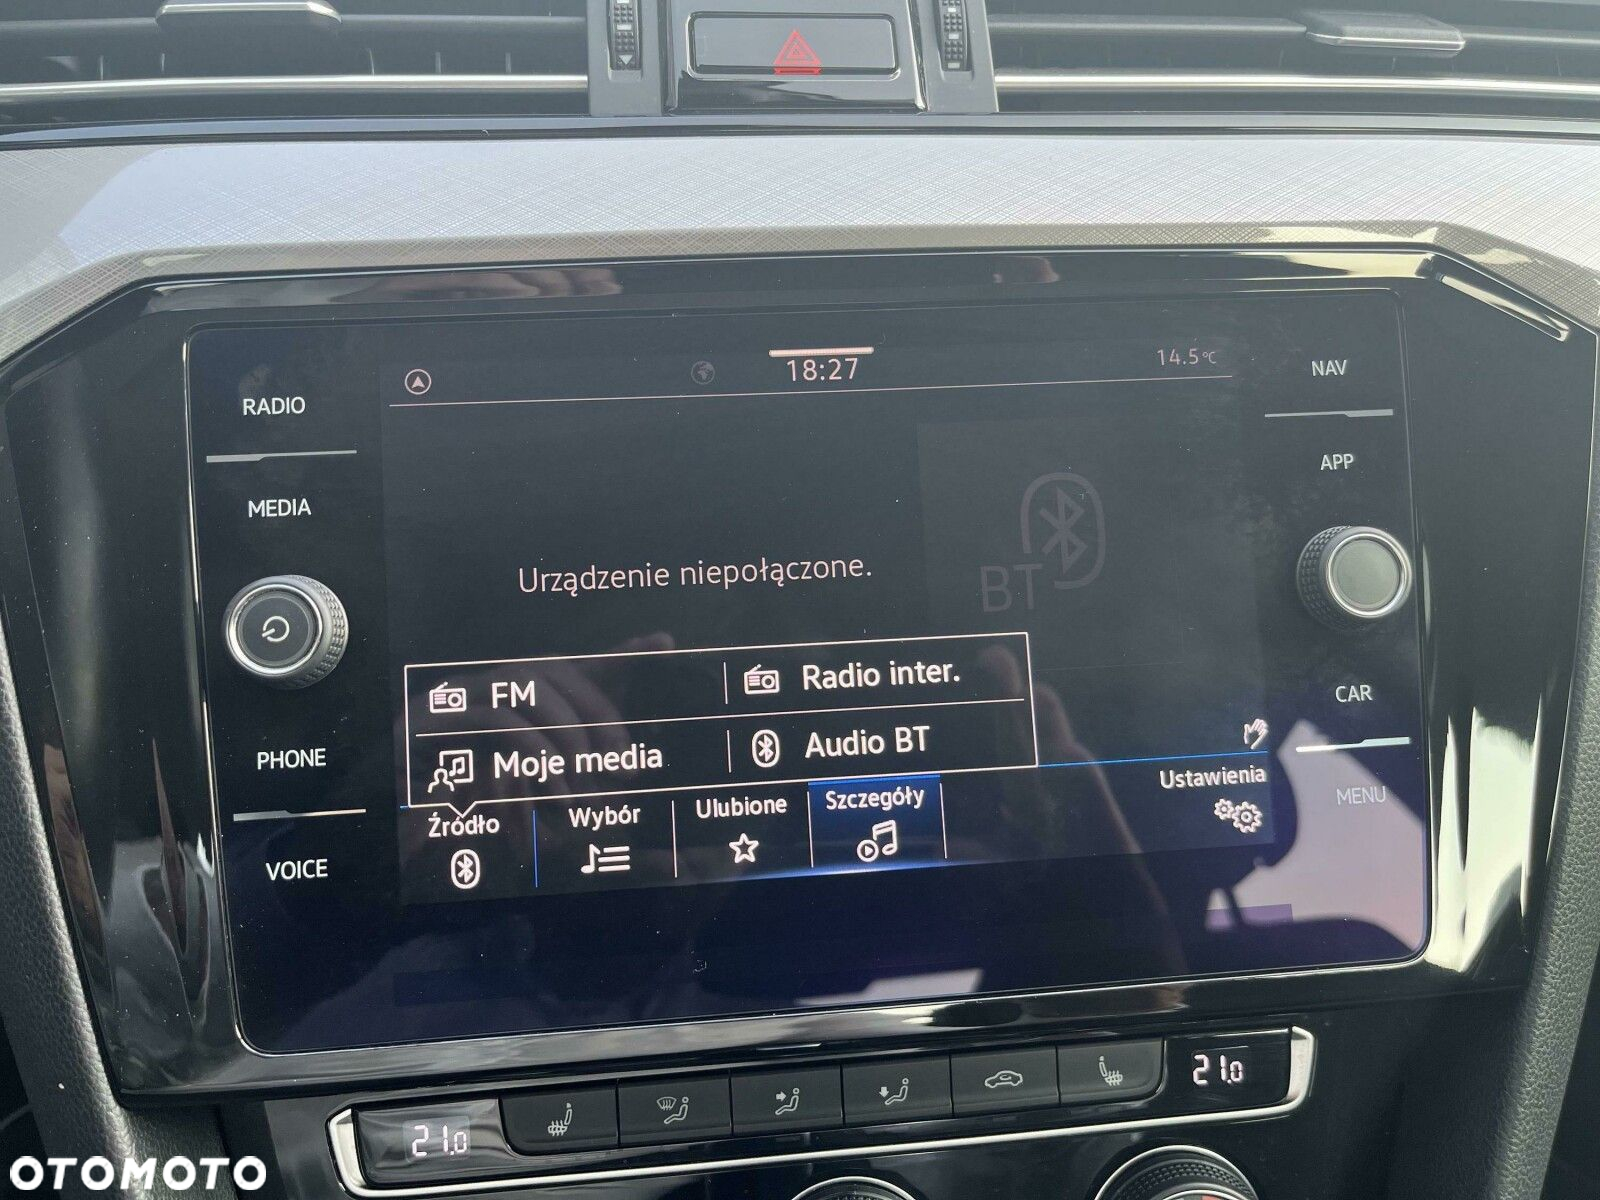 18:27
14.5°C
RADIO
MEDIA
PHONE
VOICE
NAV
APP
CAR
MENU
Urządzenie niepołączone.
BT
FM
Radio inter.
Moje media
Audio BT
Źródło
Wybór
Ulubione
Szczegóły
Ustawienia
21.0
21.0
OTOMOTO